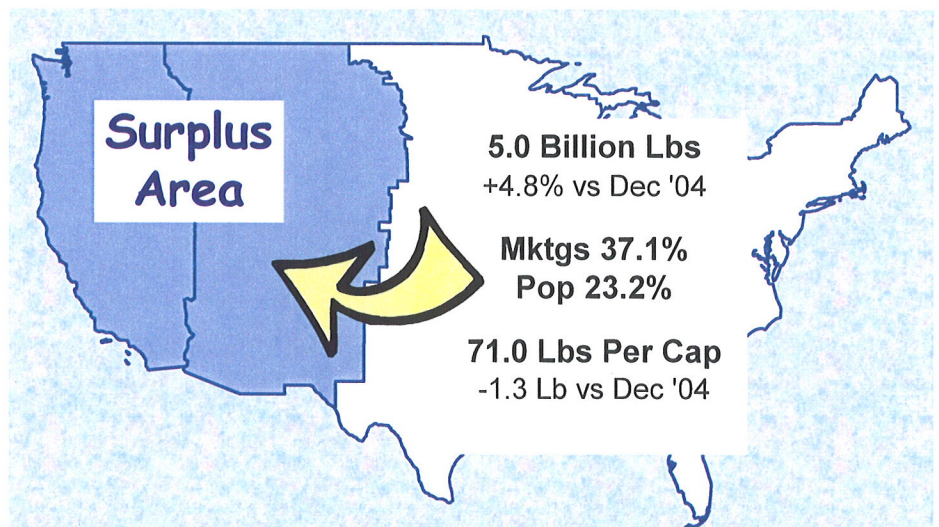 Surplus
Area
5.0 Billion Lbs
+4.8% vs Dec '04
Mktgs 37.1%
Pop 23.2%
71.0 Lbs Per Cap
-1.3 Lb vs Dec '04